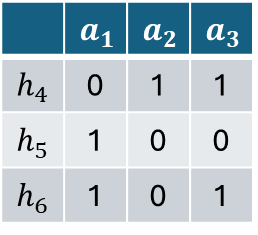 a₁ a₂ a₃
h₄ 0 1 1
h₅ 1 0 0
h₆ 1 0 1